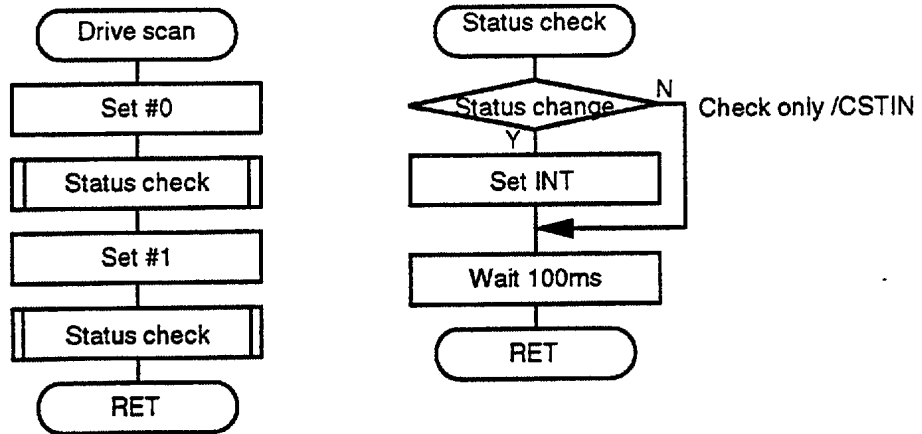 Drive scan
Set #0
Status check
Set #1
Status check
RET
Status check
Status change
N
Check only /CSTIN
Y
Set INT
Wait 100ms
RET